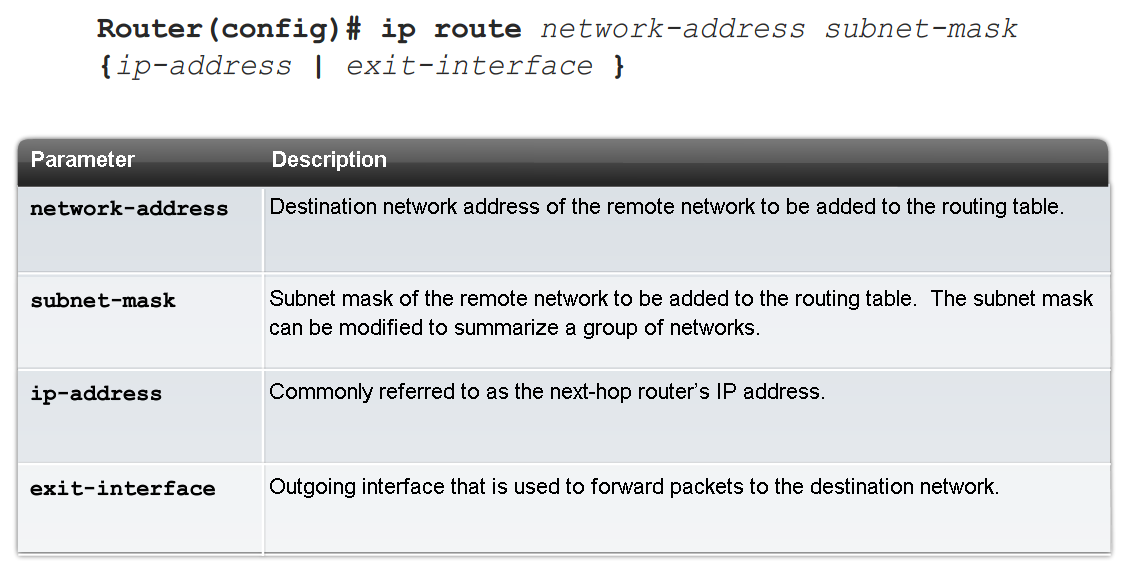 Router(config)# ip route network-address subnet-mask
{ip-address | exit-interface }
Parameter Description
network-address Destination network address of the remote network to be added to the routing table.
subnet-mask Subnet mask of the remote network to be added to the routing table.  The subnet mask
can be modified to summarize a group of networks.
ip-address Commonly referred to as the next-hop router’s IP address.
exit-interface Outgoing interface that is used to forward packets to the destination network.